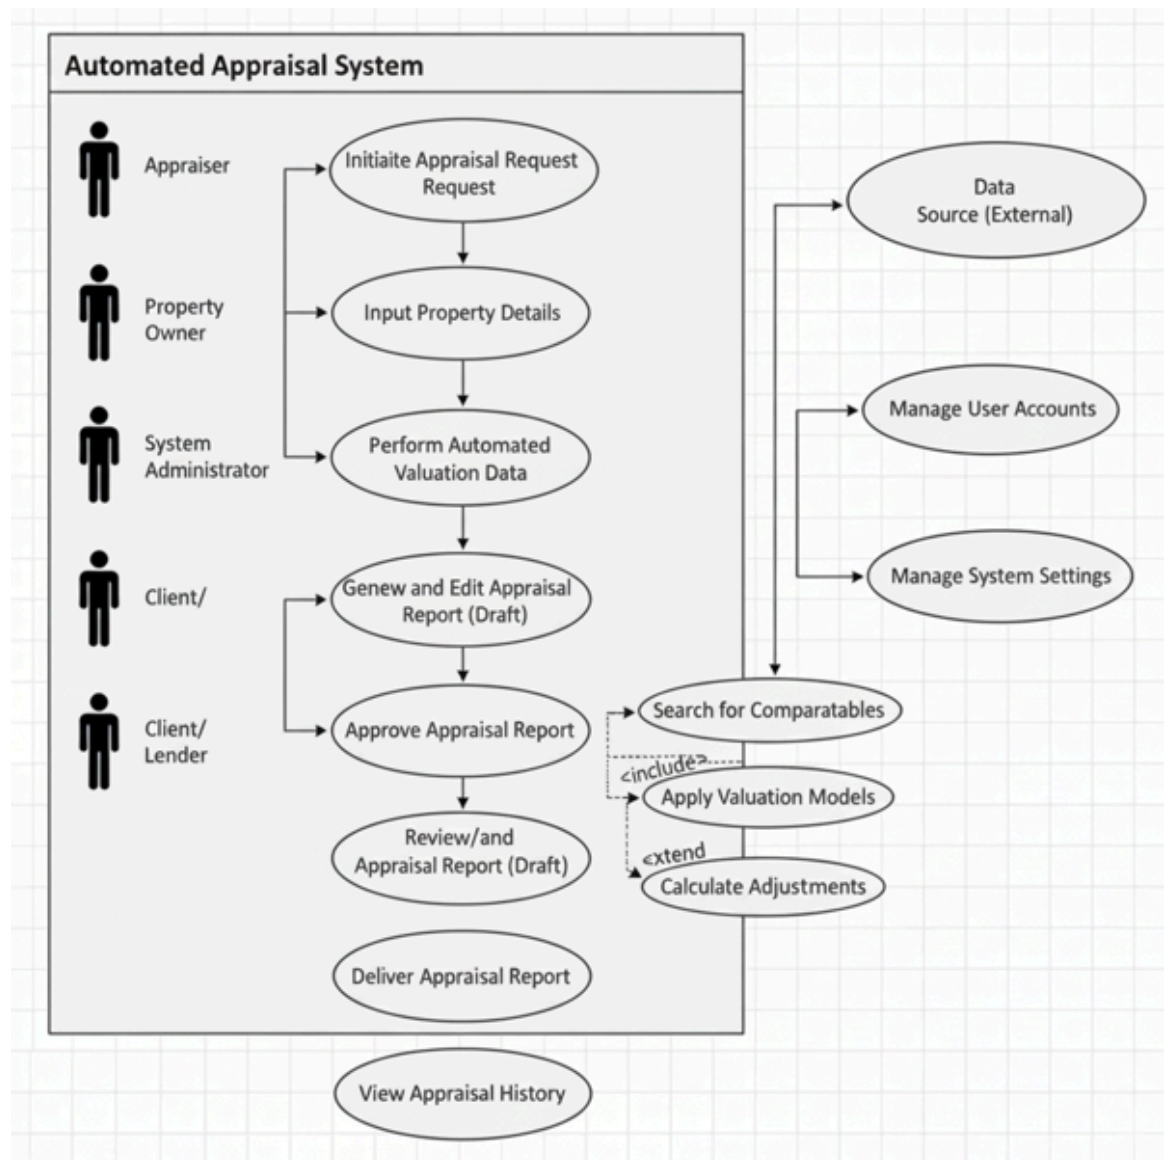 Automated Appraisal System
Appraiser
Initiaite Appraisal Request
Request
Data
Source (External)
Property
Owner
Input Property Details
Manage User Accounts
System
Administrator
Perform Automated
Valuation Data
Manage System Settings
Client/
Genew and Edit Appraisal
Report (Draft)
Client/
Lender
Approve Appraisal Report
Search for Comparatables
<include>
Apply Valuation Models
Review/and
Appraisal Report (Draft)
<xtend
Calculate Adjustments
Deliver Appraisal Report
View Appraisal History